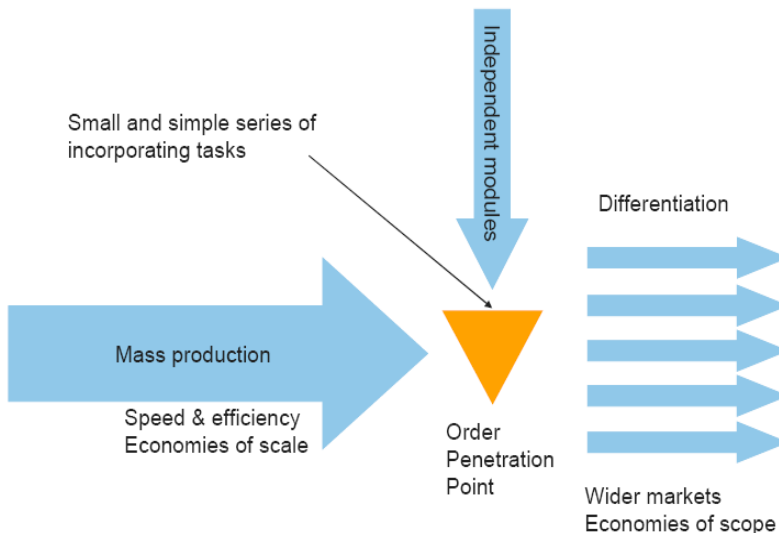 Independent modules
Small and simple series of
incorporating tasks
Differentiation
Mass production
Speed & efficiency
Economies of scale
Order
Penetration
Point
Wider markets
Economies of scope